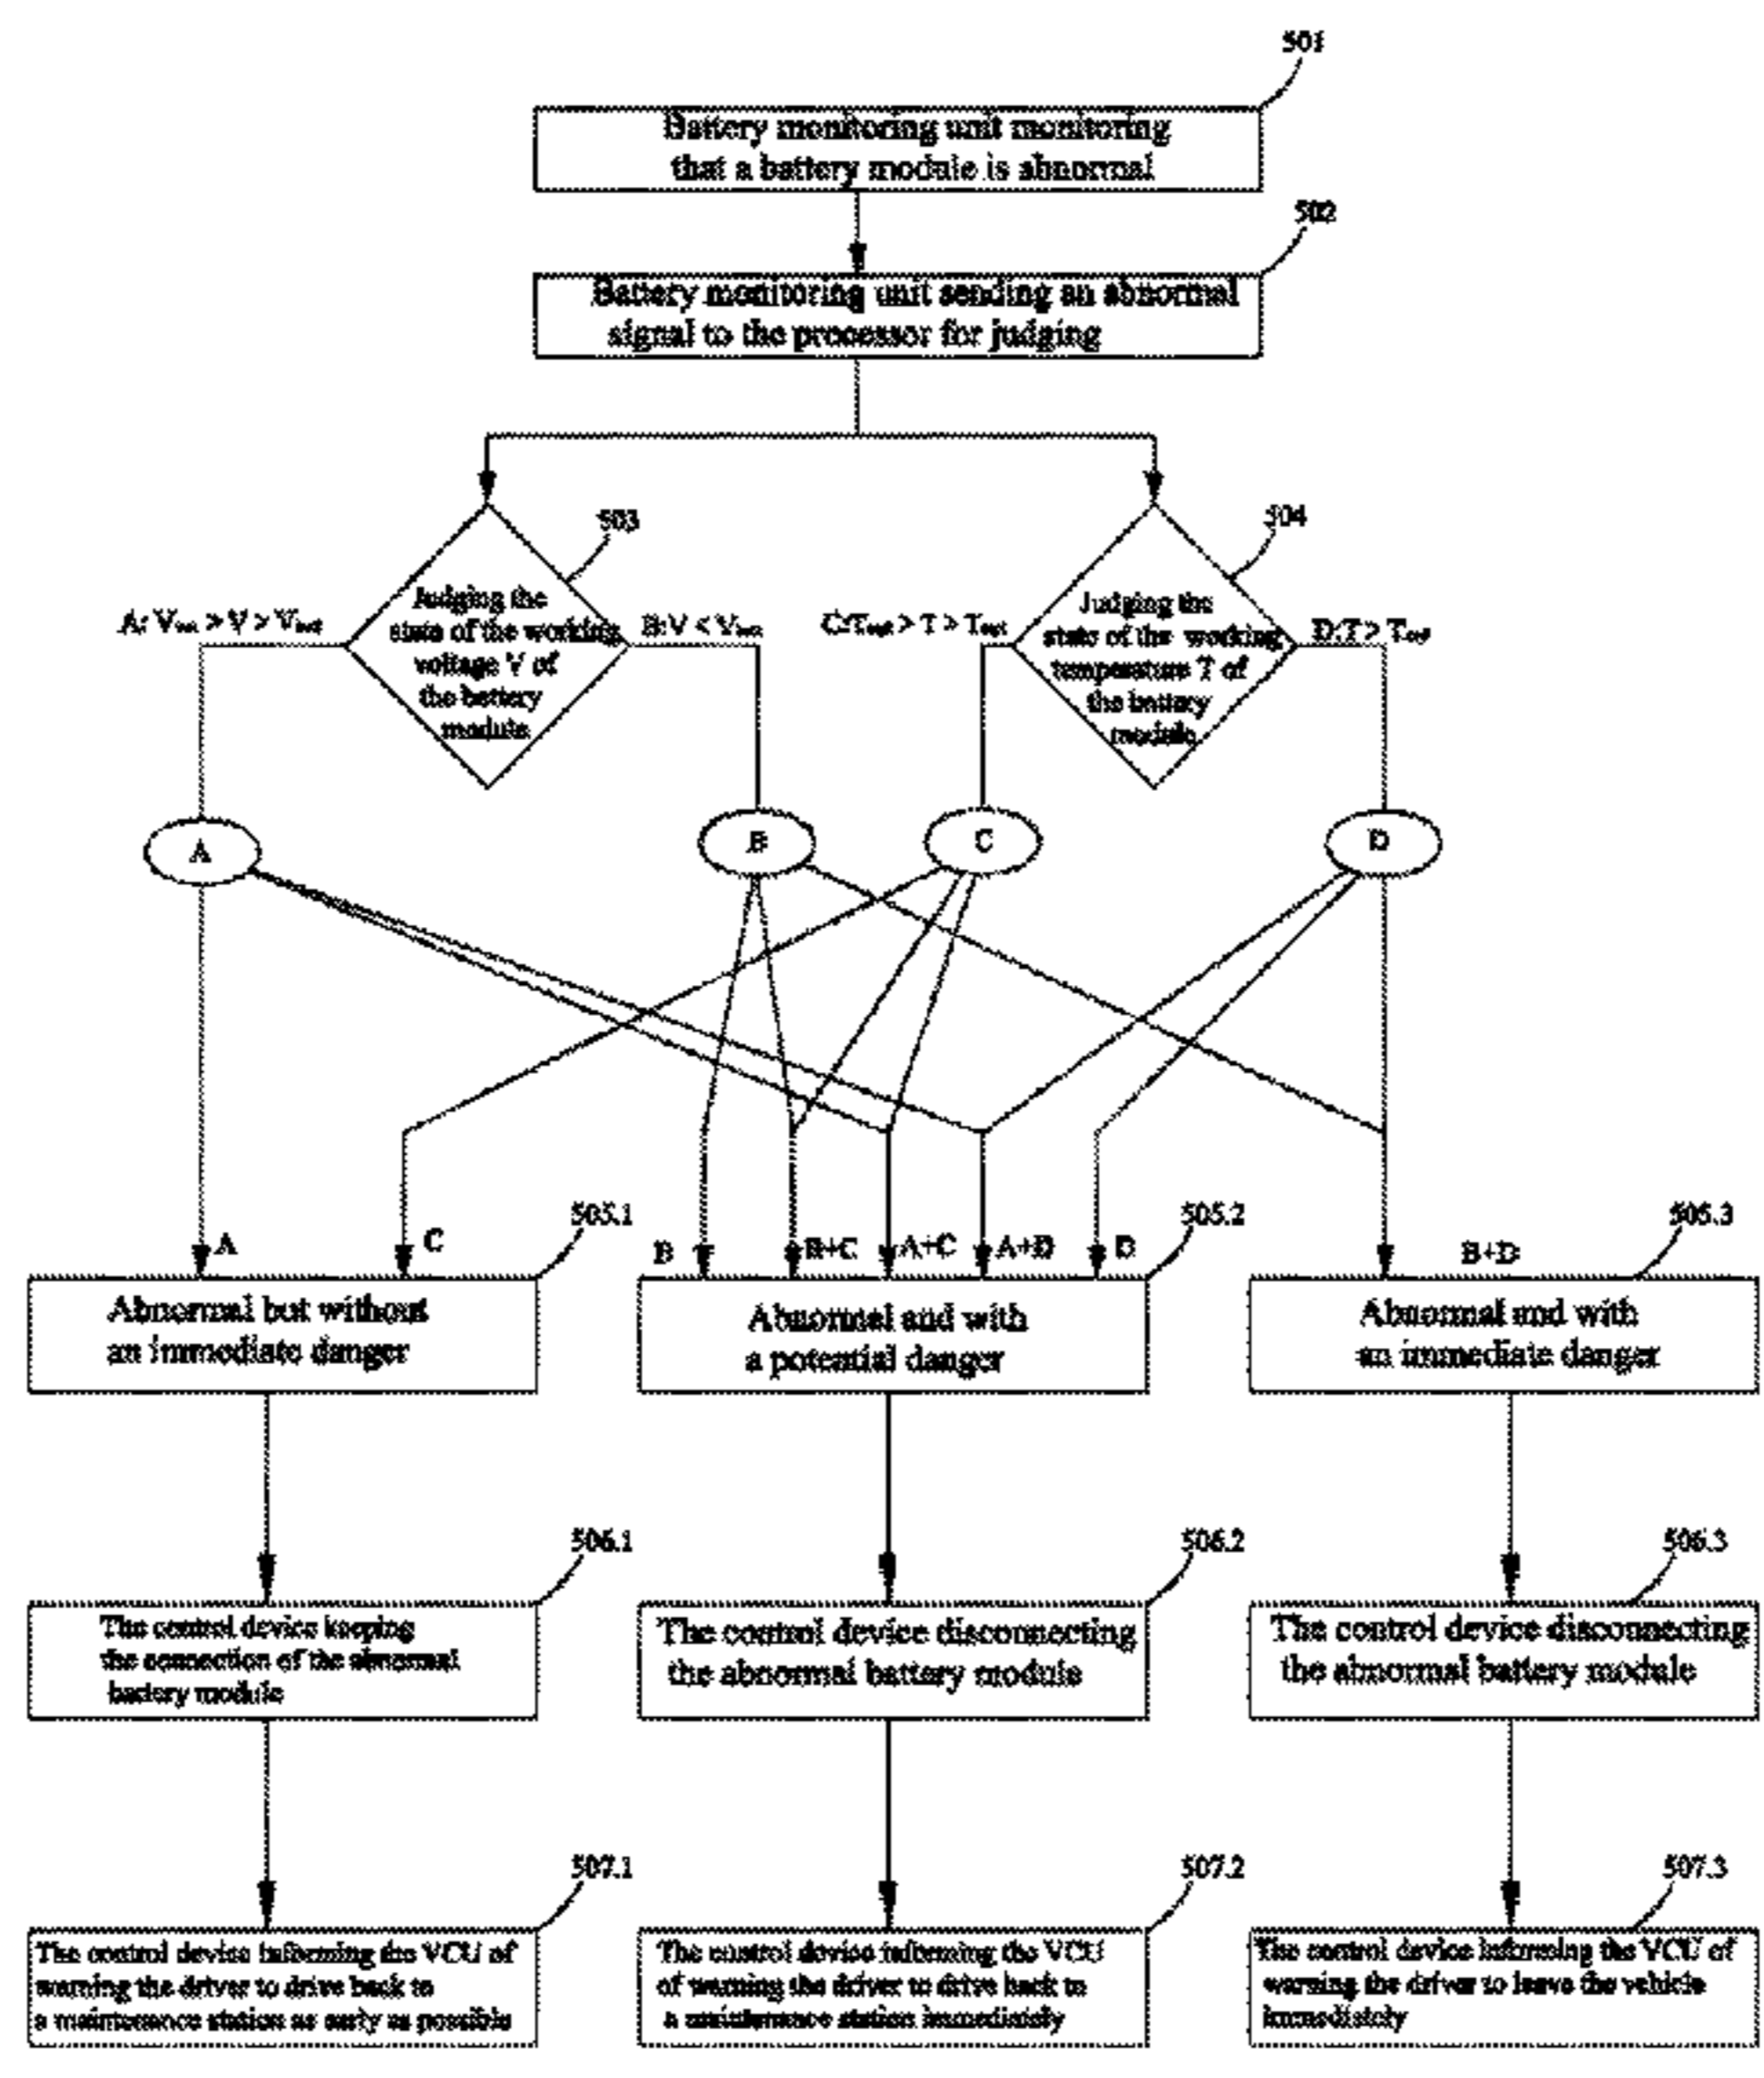 501
Battery monitoring unit monitoring
that a battery module is abnormal
502
Battery monitoring unit sending an abnormal
signal to the processor for judging
503
504
A: V > V > V
Judging the
state of the working
voltage V of
the battery
module
B:V < V
C:T > T > T
Judging the
state of the working
temperature T of
the battery
module
D:T > T
A
B
C
D
505.1
505.2
505.3
A
C
B
B+C
A+C
A+D
D
B+D
Abnormal but without
an immediate danger
Abnormal and with
a potential danger
Abnormal and with
an immediate danger
506.1
506.2
506.3
The control device keeping
the connection of the abnormal
battery module
The control device disconnecting
the abnormal battery module
The control device disconnecting
the abnormal battery module
507.1
507.2
507.3
The control device informing the VCU of
warning the driver to drive back to
a maintenance station as early as possible
The control device informing the VCU
of warning the driver to drive back to
a maintenance station immediately
The control device informing the VCU of
warning the driver to leave the vehicle
immediately